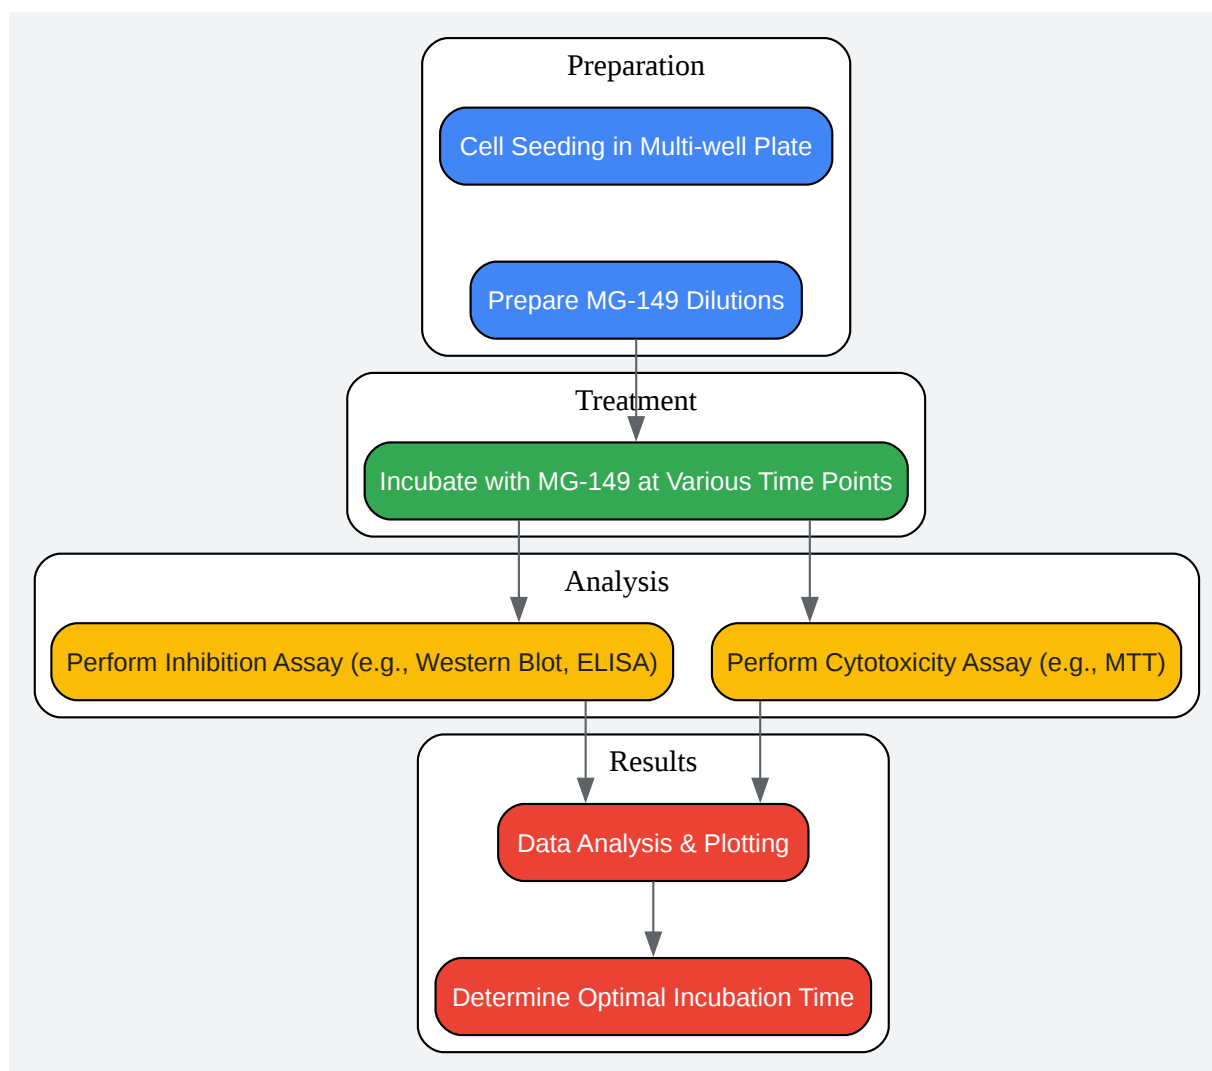 Preparation
Cell Seeding in Multi-well Plate
Prepare MG-149 Dilutions
Treatment
Incubate with MG-149 at Various Time Points
Analysis
Perform Inhibition Assay (e.g., Western Blot, ELISA)
Perform Cytotoxicity Assay (e.g., MTT)
Results
Data Analysis & Plotting
Determine Optimal Incubation Time